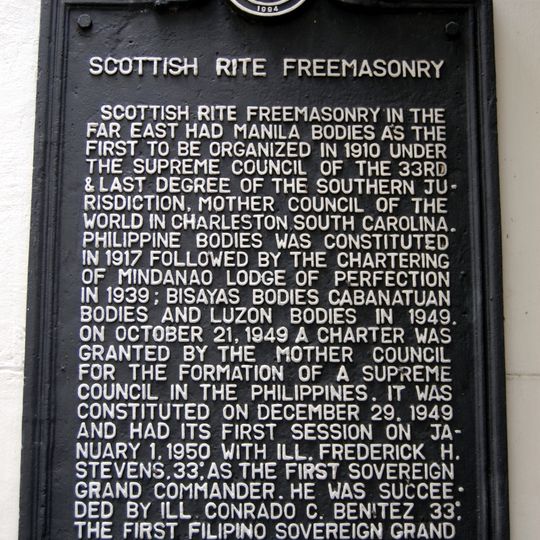 1994
SCOTTISH RITE FREEMASONRY
SCOTTISH RITE FREEMASONRY IN THE
FAR EAST HAD MANILA BODIES AS THE
FIRST TO BE ORGANIZED IN 1910 UNDER
THE SUPREME COUNCIL OF THE 33RD
& LAST DEGREE OF THE SOUTHERN JU-
RISDICTION, MOTHER COUNCIL OF THE
WORLD IN CHARLESTON, SOUTH CAROLINA.
PHILIPPINE BODIES WAS CONSTITUTED
IN 1917 FOLLOWED BY THE CHARTERING
OF MINDANAO LODGE OF PERFECTION
IN 1939; BISAYAS BODIES CABANATUAN
BODIES AND LUZON BODIES IN 1949.
ON OCTOBER 21, 1949 A CHARTER WAS
GRANTED BY THE MOTHER COUNCIL
FOR THE FORMATION OF A SUPREME
COUNCIL IN THE PHILIPPINES. IT WAS
CONSTITUTED ON DECEMBER 29, 1949
AND HAD ITS FIRST SESSION ON JA-
NUARY 1, 1950 WITH ILL. FREDERICK H.
STEVENS, 33°, AS THE FIRST SOVEREIGN
GRAND COMMANDER. HE WAS SUCCEE-
DED BY ILL. CONRADO C. BENITEZ 33°.
THE FIRST FILIPINO SOVEREIGN GRAND